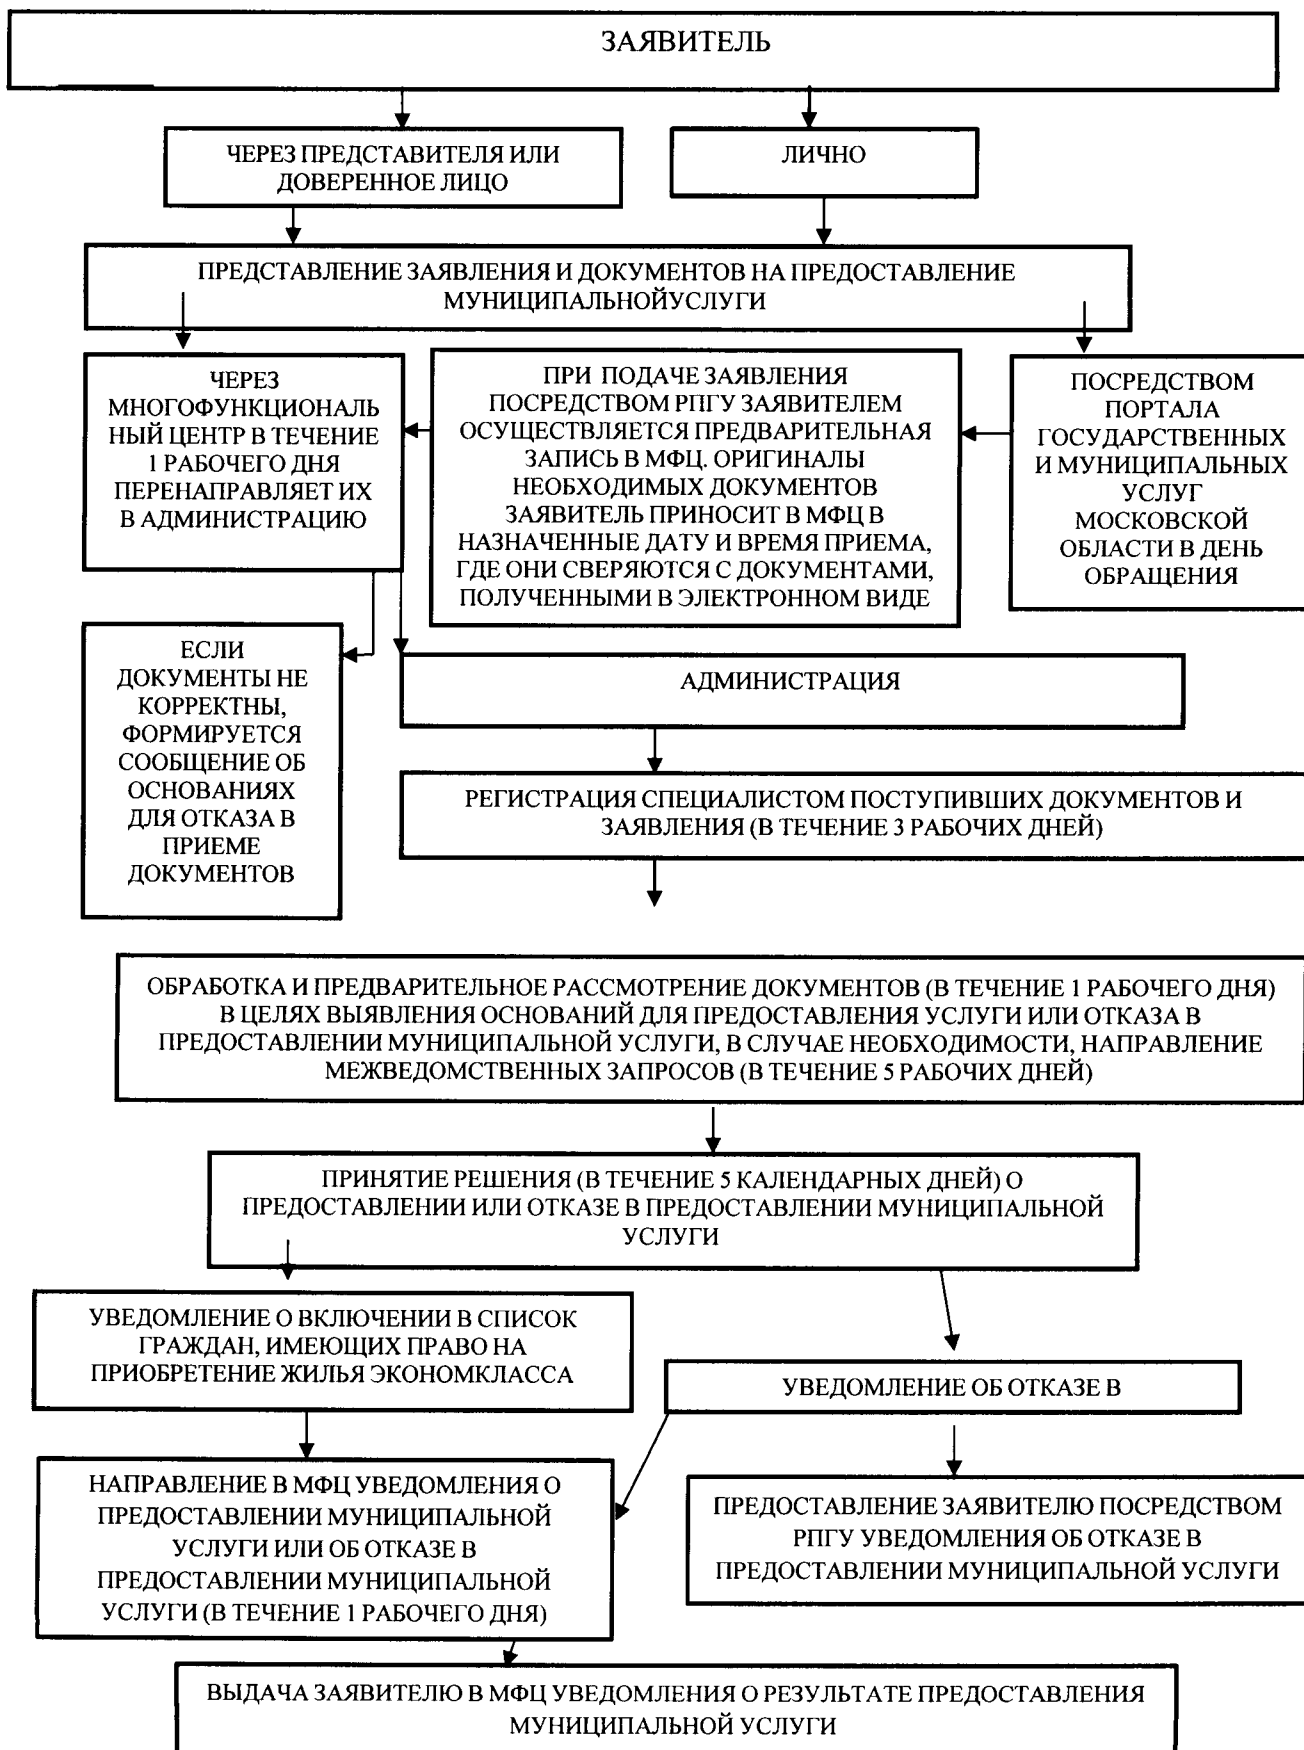 ЗАЯВИТЕЛЬ
ЧЕРЕЗ ПРЕДСТАВИТЕЛЯ ИЛИ
ДОВЕРЕННОЕ ЛИЦО
ЛИЧНО
ПРЕДСТАВЛЕНИЕ ЗАЯВЛЕНИЯ И ДОКУМЕНТОВ НА ПРЕДОСТАВЛЕНИЕ
МУНИЦИПАЛЬНОЙУСЛУГИ
ЧЕРЕЗ
МНОГОФУНКЦИОНАЛЬ
НЫЙ ЦЕНТР В ТЕЧЕНИЕ
1 РАБОЧЕГО ДНЯ
ПЕРЕНАПРАВЛЯЕТ ИХ
В АДМИНИСТРАЦИЮ
ПРИ ПОДАЧЕ ЗАЯВЛЕНИЯ
ПОСРЕДСТВОМ РПГУ ЗАЯВИТЕЛЕМ
ОСУЩЕСТВЛЯЕТСЯ ПРЕДВАРИТЕЛЬНАЯ
ЗАПИСЬ В МФЦ. ОРИГИНАЛЫ
НЕОБХОДИМЫХ ДОКУМЕНТОВ
ЗАЯВИТЕЛЬ ПРИНОСИТ В МФЦ В
НАЗНАЧЕННЫЕ ДАТУ И ВРЕМЯ ПРИЕМА,
ГДЕ ОНИ СВЕРЯЮТСЯ С ДОКУМЕНТАМИ,
ПОЛУЧЕННЫМИ В ЭЛЕКТРОННОМ ВИДЕ
ПОСРЕДСТВОМ
ПОРТАЛА
ГОСУДАРСТВЕННЫХ
И МУНИЦИПАЛЬНЫХ
УСЛУГ
МОСКОВСКОЙ
ОБЛАСТИ В ДЕНЬ
ОБРАЩЕНИЯ
ЕСЛИ
ДОКУМЕНТЫ НЕ
КОРРЕКТНЫ,
ФОРМИРУЕТСЯ
СООБЩЕНИЕ ОБ
ОСНОВАНИЯХ
ДЛЯ ОТКАЗА В
ПРИЕМЕ
ДОКУМЕНТОВ
АДМИНИСТРАЦИЯ
РЕГИСТРАЦИЯ СПЕЦИАЛИСТОМ ПОСТУПИВШИХ ДОКУМЕНТОВ И
ЗАЯВЛЕНИЯ (В ТЕЧЕНИЕ 3 РАБОЧИХ ДНЕЙ)
ОБРАБОТКА И ПРЕДВАРИТЕЛЬНОЕ РАССМОТРЕНИЕ ДОКУМЕНТОВ (В ТЕЧЕНИЕ 1 РАБОЧЕГО ДНЯ)
В ЦЕЛЯХ ВЫЯВЛЕНИЯ ОСНОВАНИЙ ДЛЯ ПРЕДОСТАВЛЕНИЯ УСЛУГИ ИЛИ ОТКАЗА В
ПРЕДОСТАВЛЕНИИ МУНИЦИПАЛЬНОЙ УСЛУГИ, В СЛУЧАЕ НЕОБХОДИМОСТИ, НАПРАВЛЕНИЕ
МЕЖВЕДОМСТВЕННЫХ ЗАПРОСОВ (В ТЕЧЕНИЕ 5 РАБОЧИХ ДНЕЙ)
ПРИНЯТИЕ РЕШЕНИЯ (В ТЕЧЕНИЕ 5 КАЛЕНДАРНЫХ ДНЕЙ) О
ПРЕДОСТАВЛЕНИИ ИЛИ ОТКАЗЕ В ПРЕДОСТАВЛЕНИИ МУНИЦИПАЛЬНОЙ
УСЛУГИ
УВЕДОМЛЕНИЕ О ВКЛЮЧЕНИИ В СПИСОК
ГРАЖДАН, ИМЕЮЩИХ ПРАВО НА
ПРИОБРЕТЕНИЕ ЖИЛЬЯ ЭКОНОМКЛАССА
УВЕДОМЛЕНИЕ ОБ ОТКАЗЕ В
НАПРАВЛЕНИЕ В МФЦ УВЕДОМЛЕНИЯ О
ПРЕДОСТАВЛЕНИИ МУНИЦИПАЛЬНОЙ
УСЛУГИ ИЛИ ОБ ОТКАЗЕ В
ПРЕДОСТАВЛЕНИИ МУНИЦИПАЛЬНОЙ
УСЛУГИ (В ТЕЧЕНИЕ 1 РАБОЧЕГО ДНЯ)
ПРЕДОСТАВЛЕНИЕ ЗАЯВИТЕЛЮ ПОСРЕДСТВОМ
РПГУ УВЕДОМЛЕНИЯ ОБ ОТКАЗЕ В
ПРЕДОСТАВЛЕНИИ МУНИЦИПАЛЬНОЙ УСЛУГИ
ВЫДАЧА ЗАЯВИТЕЛЮ В МФЦ УВЕДОМЛЕНИЯ О РЕЗУЛЬТАТЕ ПРЕДОСТАВЛЕНИЯ
МУНИЦИПАЛЬНОЙ УСЛУГИ